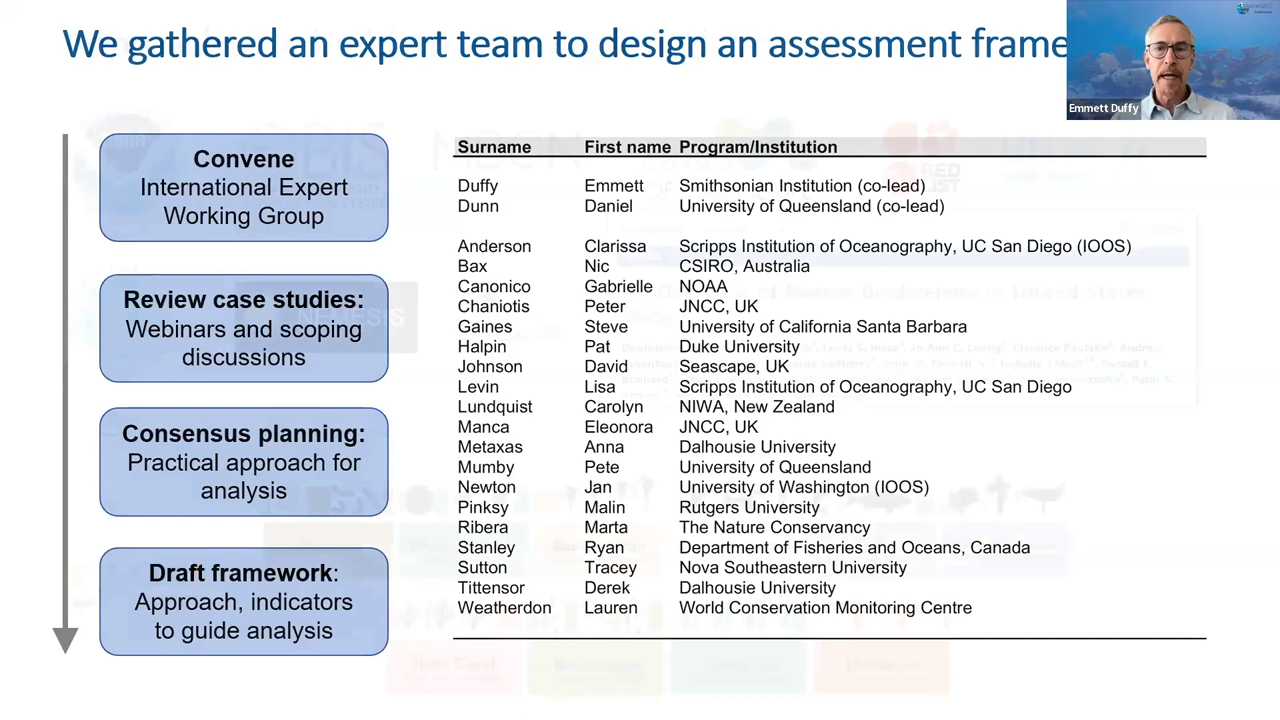 We gathered an expert team to design an assessment frame
Emmett Duffy
Convene
International Expert
Working Group
Review case studies:
Webinars and scoping
discussions
Consensus planning:
Practical approach for
analysis
Draft framework:
Approach, indicators
to guide analysis
Surname First name Program/Institution
Duffy Emmett Smithsonian Institution (co-lead)
Dunn Daniel University of Queensland (co-lead)
Anderson Clarissa Scripps Institution of Oceanography, UC San Diego (IOOS)
Bax Nic CSIRO, Australia
Canonico Gabrielle NOAA
Chaniotis Peter JNCC, UK
Gaines Steve University of California Santa Barbara
Halpin Pat Duke University
Johnson David Seascape, UK
Levin Lisa Scripps Institution of Oceanography, UC San Diego
Lundquist Carolyn NIWA, New Zealand
Manca Eleonora JNCC, UK
Metaxas Anna Dalhousie University
Mumby Pete University of Queensland
Newton Jan University of Washington (IOOS)
Pinksy Malin Rutgers University
Ribera Marta The Nature Conservancy
Stanley Ryan Department of Fisheries and Oceans, Canada
Sutton Tracey Nova Southeastern University
Tittensor Derek Dalhousie University
Weatherdon Lauren World Conservation Monitoring Centre
OBIS
RED
LIST
NEMESIS